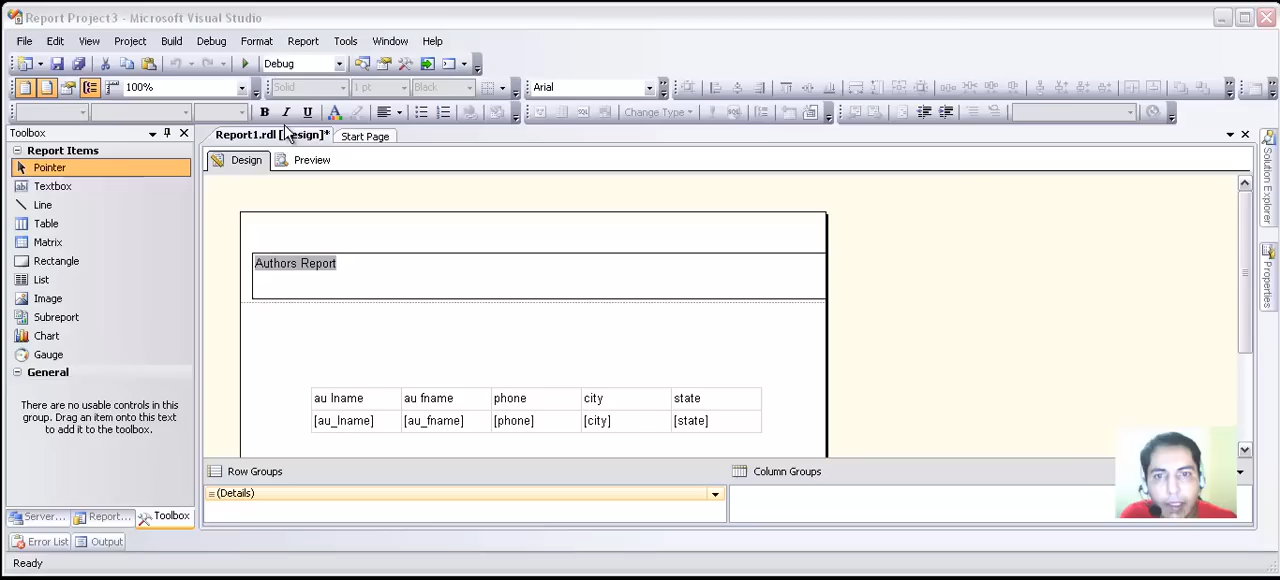 Report Project3 - Microsoft Visual Studio
File Edit View Project Build Debug Format Report Tools Window Help
Debug
100% Solid 1 pt Black Arial
B I U A Change Type SQL
Toolbox
Report1.rdl [Design]* Start Page
Report Items
Design Preview
Pointer
Textbox
Line
Table
Matrix
Rectangle
List
Image
Subreport
Chart
Gauge
General
There are no usable controls in this
group. Drag an item onto this text
to add it to the toolbox.
Authors Report
au lname au fname phone city state
[au_lname] [au_fname] [phone] [city] [state]
Row Groups Column Groups
(Details)
Solution Explorer
Properties
Server... Report... Toolbox
Error List Output
Ready